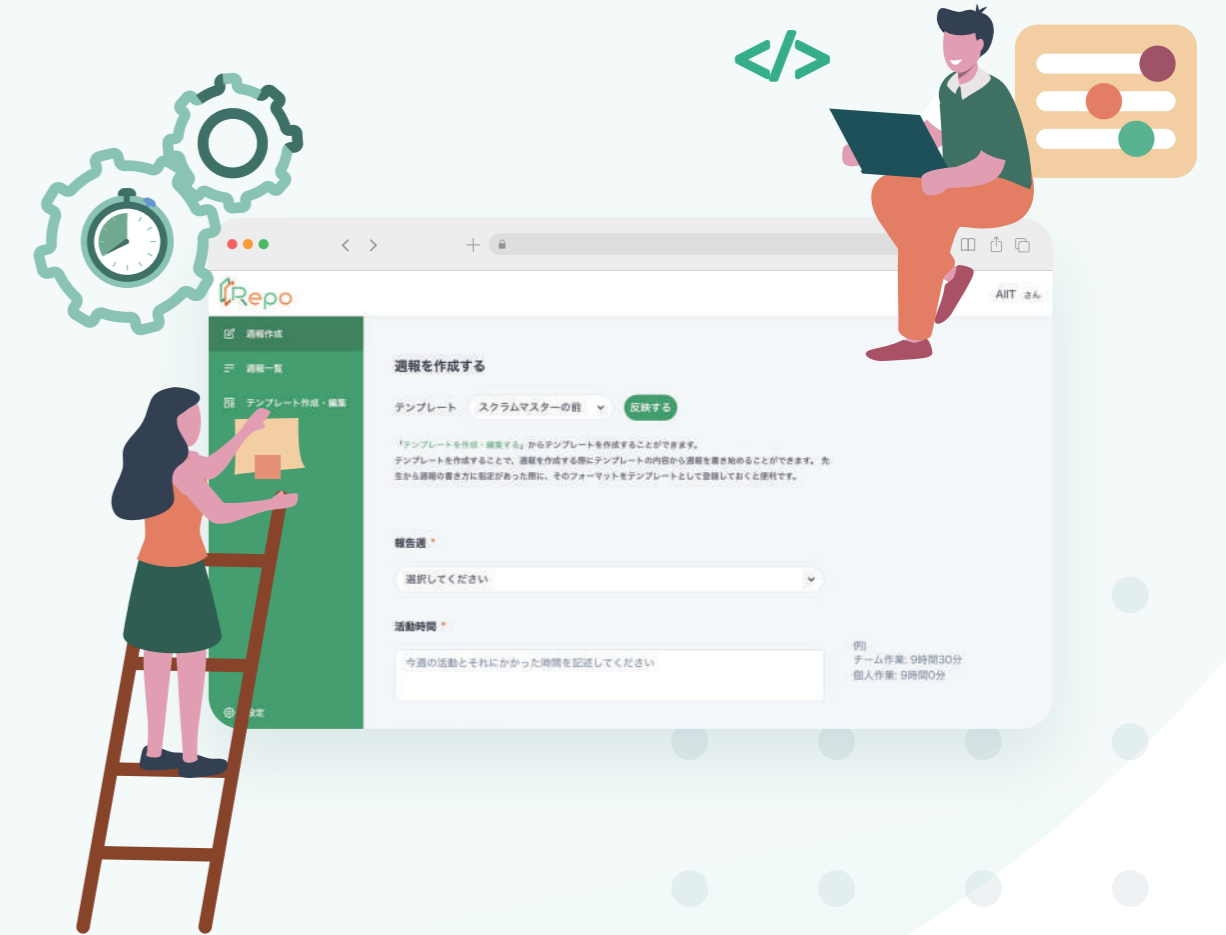 </>
Repo
AIIT さん
週報作成
週報一覧
テンプレート作成・編集
設定
週報を作成する
テンプレート スクラムマスターの前 反映する
「テンプレートを作成・編集する」からテンプレートを作成することができます。
テンプレートを作成することで、週報を作成する際にテンプレートの内容から週報を書き始めることができます。 先
生から週報の書き方に指定があった際に、そのフォーマットをテンプレートとして登録しておくと便利です。
報告週 *
選択してください
活動時間 *
今週の活動とそれにかかった時間を記述してください
例)
チーム作業: 9時間30分
個人作業: 9時間0分